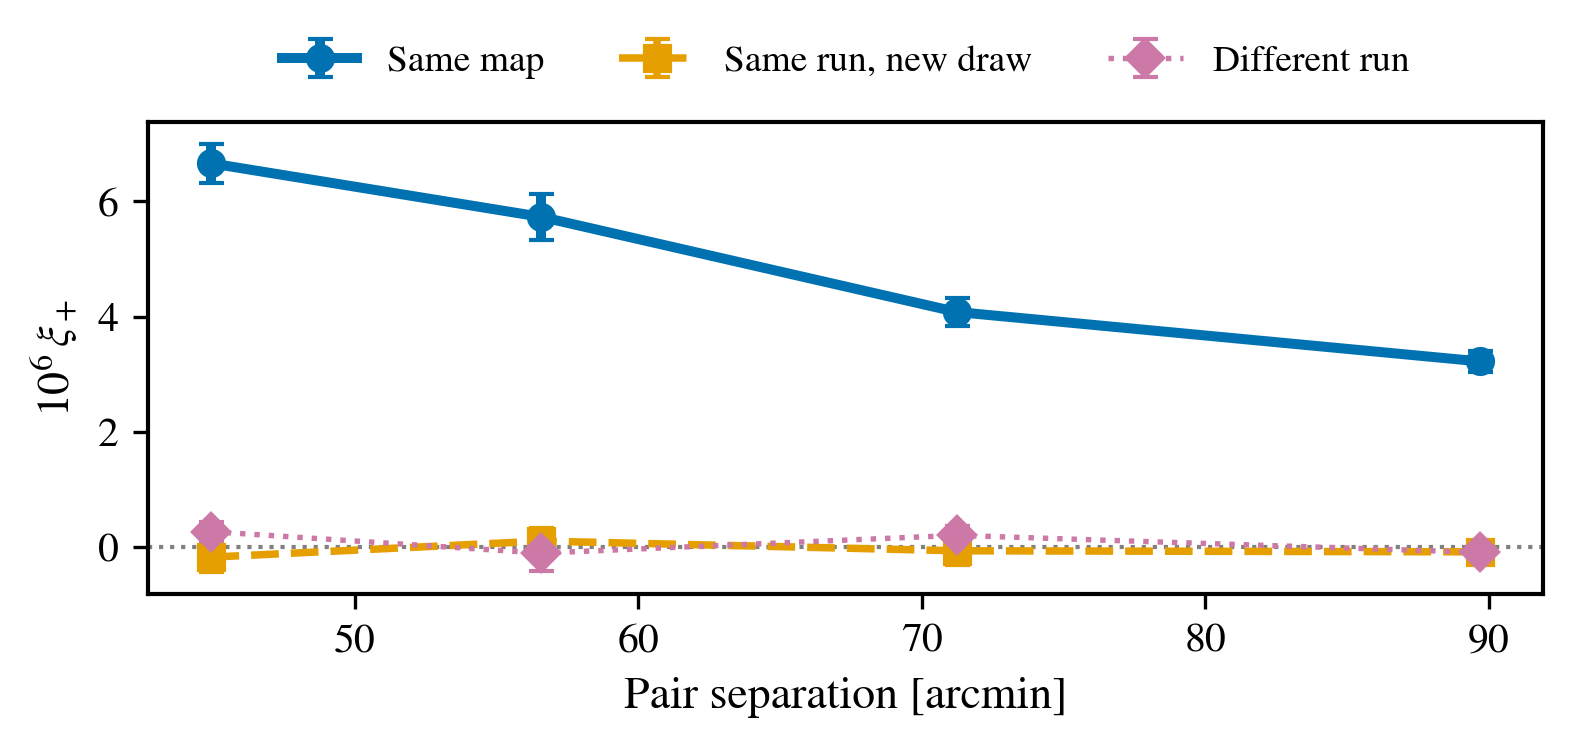 Same map
Same run, new draw
Different run
10⁶ ξ₊
6
4
2
0
50
60
70
80
90
Pair separation [arcmin]